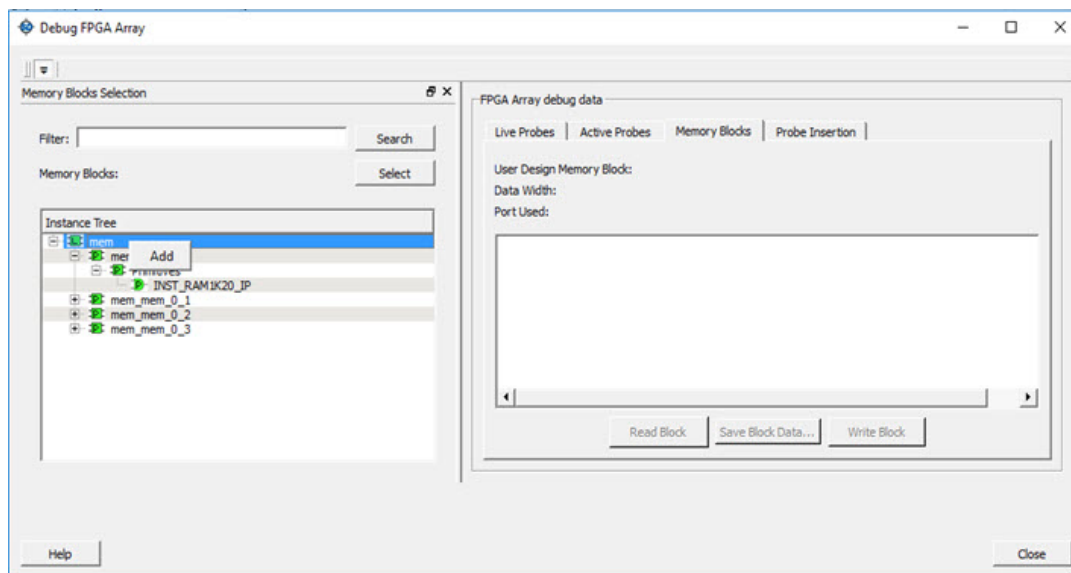 Debug FPGA Array
Memory Blocks Selection
Filter:
Search
Memory Blocks:
Select
Instance Tree
mem
Add
Primitives
INST_RAM1K20_IP
mem_mem_0_1
mem_mem_0_2
mem_mem_0_3
FPGA Array debug data
Live Probes Active Probes Memory Blocks Probe Insertion
User Design Memory Block:
Data Width:
Port Used:
Read Block Save Block Data... Write Block
Help
Close